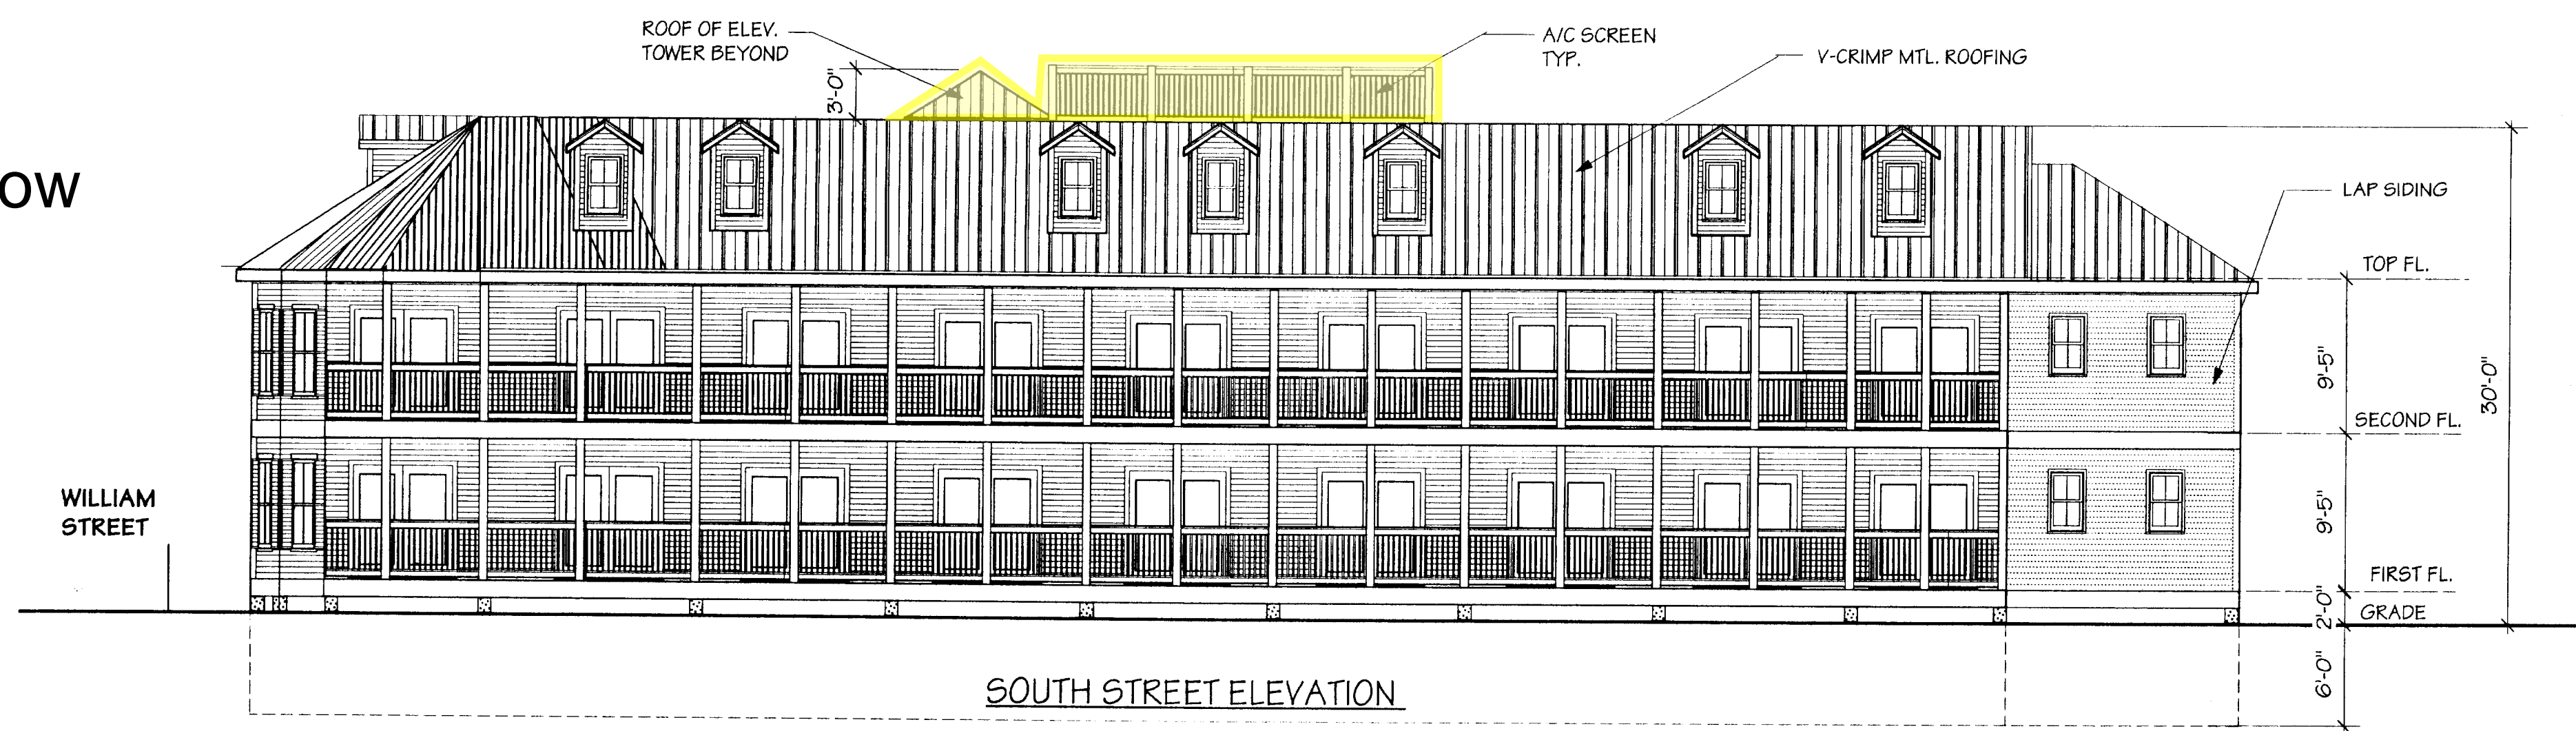 ROOF OF ELEV.
TOWER BEYOND
A/C SCREEN
TYP.
V-CRIMP MTL. ROOFING
3'-0"
ow
LAP SIDING
TOP FL.
9'-5"
30'-0"
SECOND FL.
WILLIAM
STREET
9'-5"
FIRST FL.
2'-0"
GRADE
6'-0"
SOUTH STREET ELEVATION